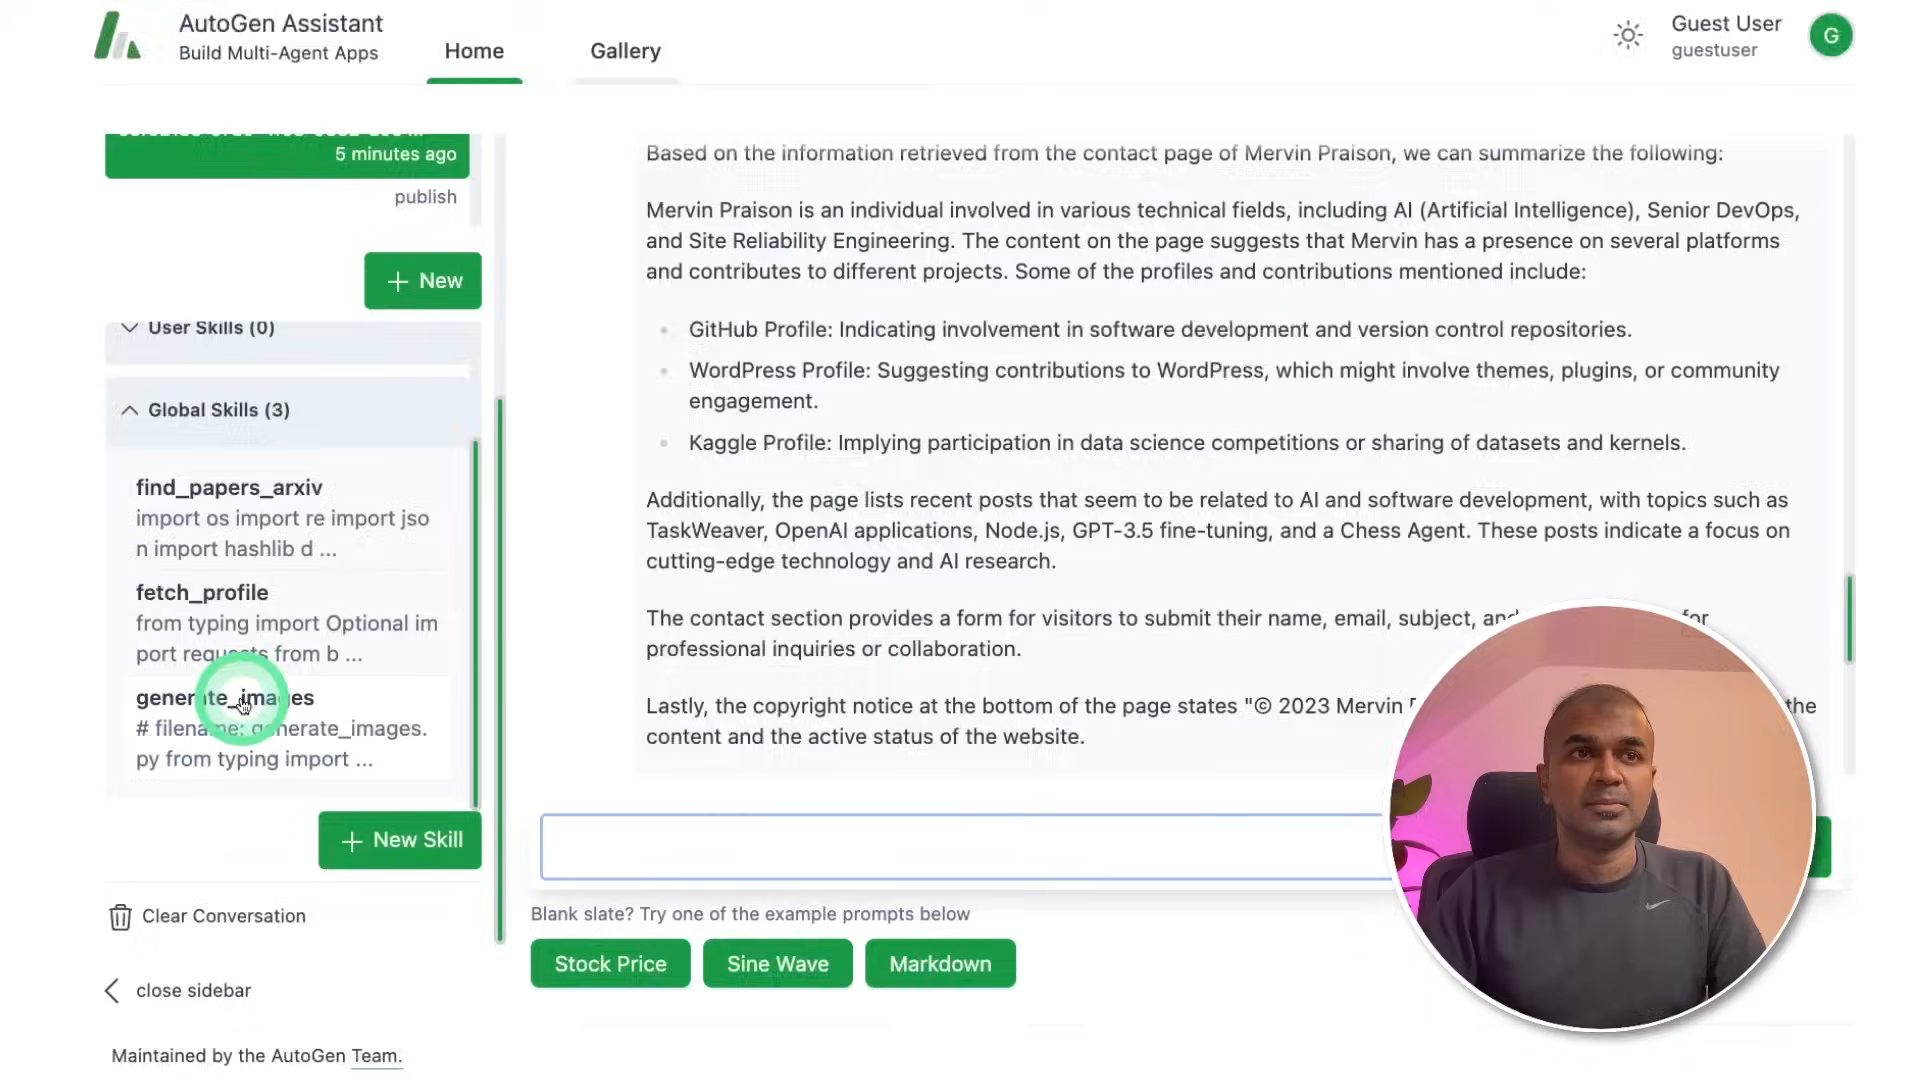 AutoGen Assistant
Build Multi-Agent Apps
Home
Gallery
Guest User
guestuser
G
5 minutes ago
publish
+ New
User Skills (0)
Global Skills (3)
find_papers_arxiv
import os import re import jso
n import hashlib d ...
fetch_profile
from typing import Optional im
port requests from b ...
generate_images
# filename: generate_images.
py from typing import ...
+ New Skill
Clear Conversation
close sidebar
Maintained by the AutoGen Team.
Based on the information retrieved from the contact page of Mervin Praison, we can summarize the following:
Mervin Praison is an individual involved in various technical fields, including AI (Artificial Intelligence), Senior DevOps,
and Site Reliability Engineering. The content on the page suggests that Mervin has a presence on several platforms
and contributes to different projects. Some of the profiles and contributions mentioned include:
GitHub Profile: Indicating involvement in software development and version control repositories.
WordPress Profile: Suggesting contributions to WordPress, which might involve themes, plugins, or community
engagement.
Kaggle Profile: Implying participation in data science competitions or sharing of datasets and kernels.
Additionally, the page lists recent posts that seem to be related to AI and software development, with topics such as
TaskWeaver, OpenAI applications, Node.js, GPT-3.5 fine-tuning, and a Chess Agent. These posts indicate a focus on
cutting-edge technology and AI research.
The contact section provides a form for visitors to submit their name, email, subject, and for
professional inquiries or collaboration.
Lastly, the copyright notice at the bottom of the page states "© 2023 Mervin the
content and the active status of the website.
Blank slate? Try one of the example prompts below
Stock Price
Sine Wave
Markdown